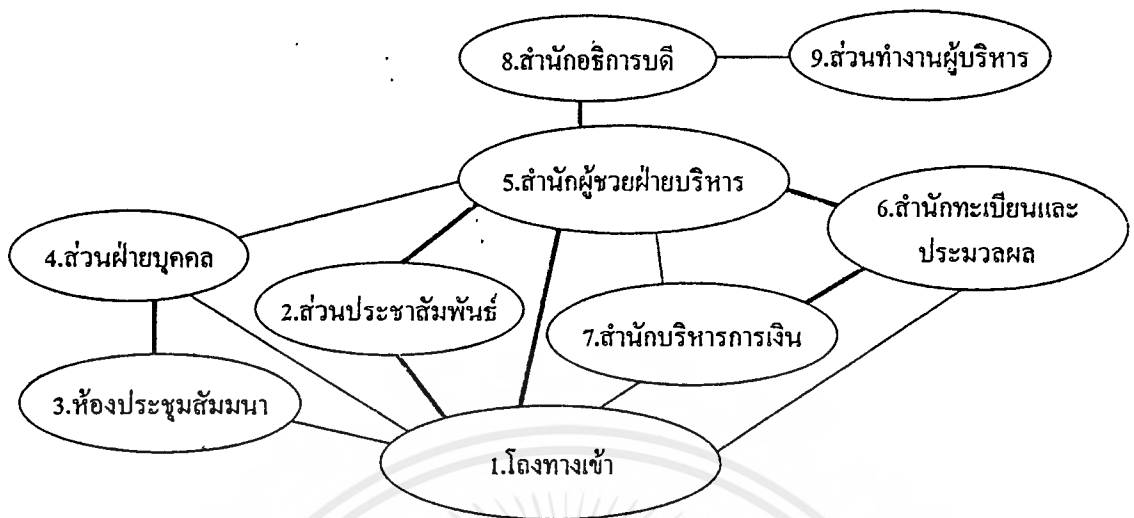 8.สำนักอธิการบดี
9.ส่วนทำงานผู้บริหาร
5.สำนักผู้ชวยฝ่ายบริหาร
6.สำนักทะเบียนและ
ประมวลผล
4.ส่วนฝ่ายบุคคล
2.ส่วนประชาสัมพันธ์
7.สำนักบริหารการเงิน
3.ห้องประชุมสัมมนา
1.โถงทางเข้า